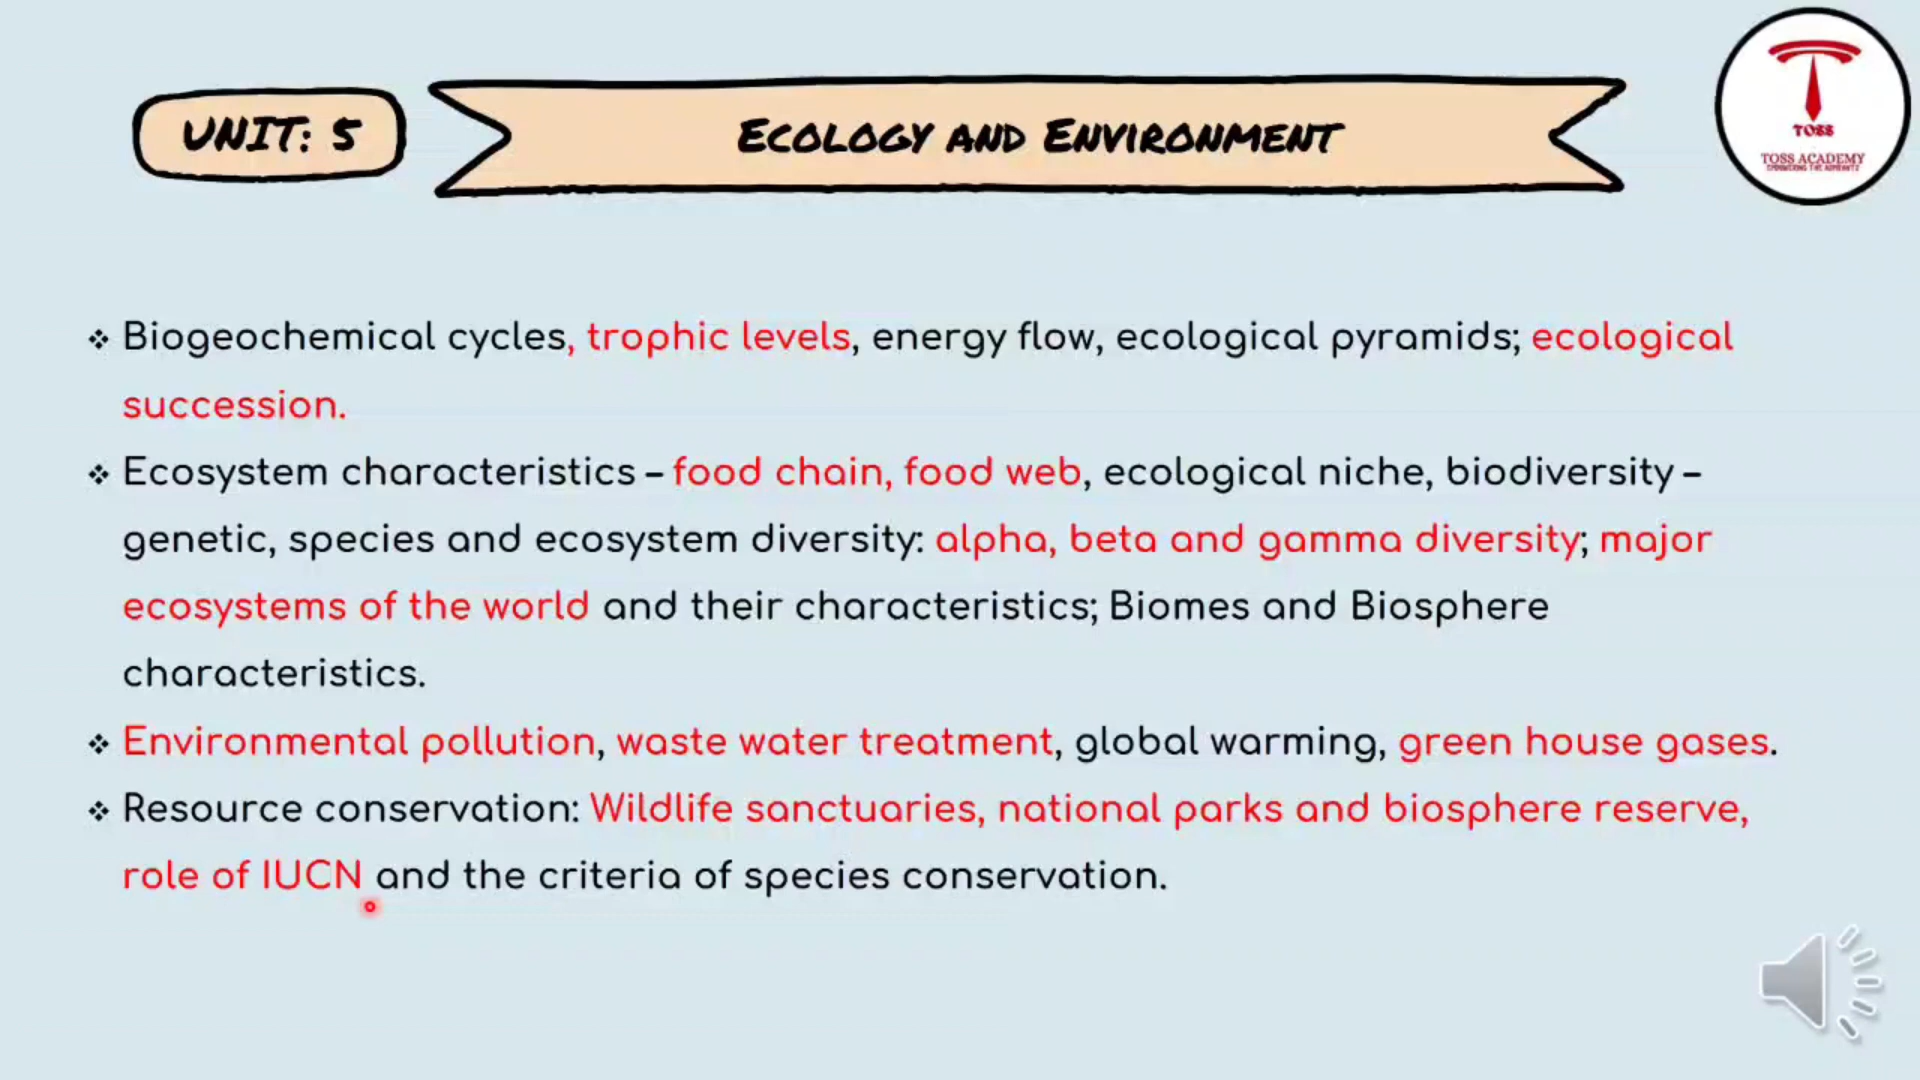 UNIT: 5
ECOLOGY AND ENVIRONMENT
TOSS
TOSS ACADEMY
Biogeochemical cycles, trophic levels, energy flow, ecological pyramids; ecological
succession.
Ecosystem characteristics – food chain, food web, ecological niche, biodiversity –
genetic, species and ecosystem diversity: alpha, beta and gamma diversity; major
ecosystems of the world and their characteristics; Biomes and Biosphere
characteristics.
Environmental pollution, waste water treatment, global warming, green house gases.
Resource conservation: Wildlife sanctuaries, national parks and biosphere reserve,
role of IUCN and the criteria of species conservation.